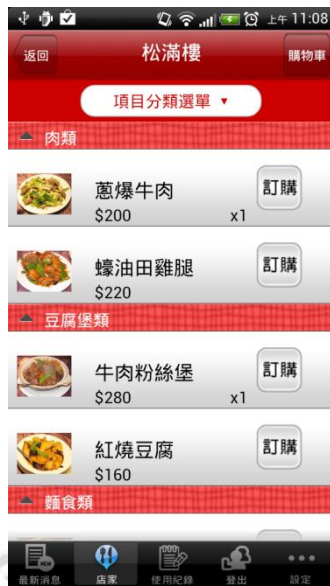 上午 11:08
返回 松滿樓 購物車
項目分類選單 ▼
肉類
蔥爆牛肉 訂購
$200 x1
蠔油田雞腿 訂購
$220
豆腐堡類
牛肉粉絲堡 訂購
$280 x1
紅燒豆腐 訂購
$160
麵食類
最新消息 店家 使用紀錄 登出 設定